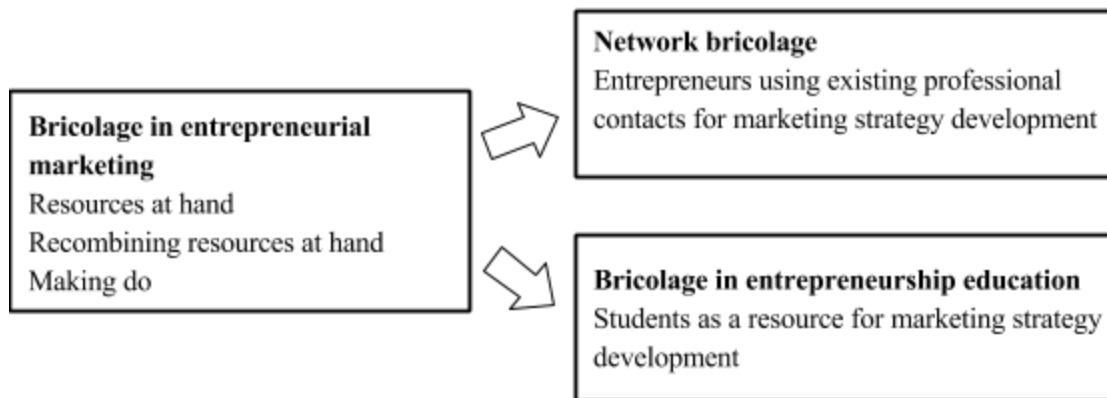 Bricolage in entrepreneurial
marketing
Resources at hand
Recombining resources at hand
Making do
Network bricolage
Entrepreneurs using existing professional
contacts for marketing strategy development
Bricolage in entrepreneurship education
Students as a resource for marketing strategy
development